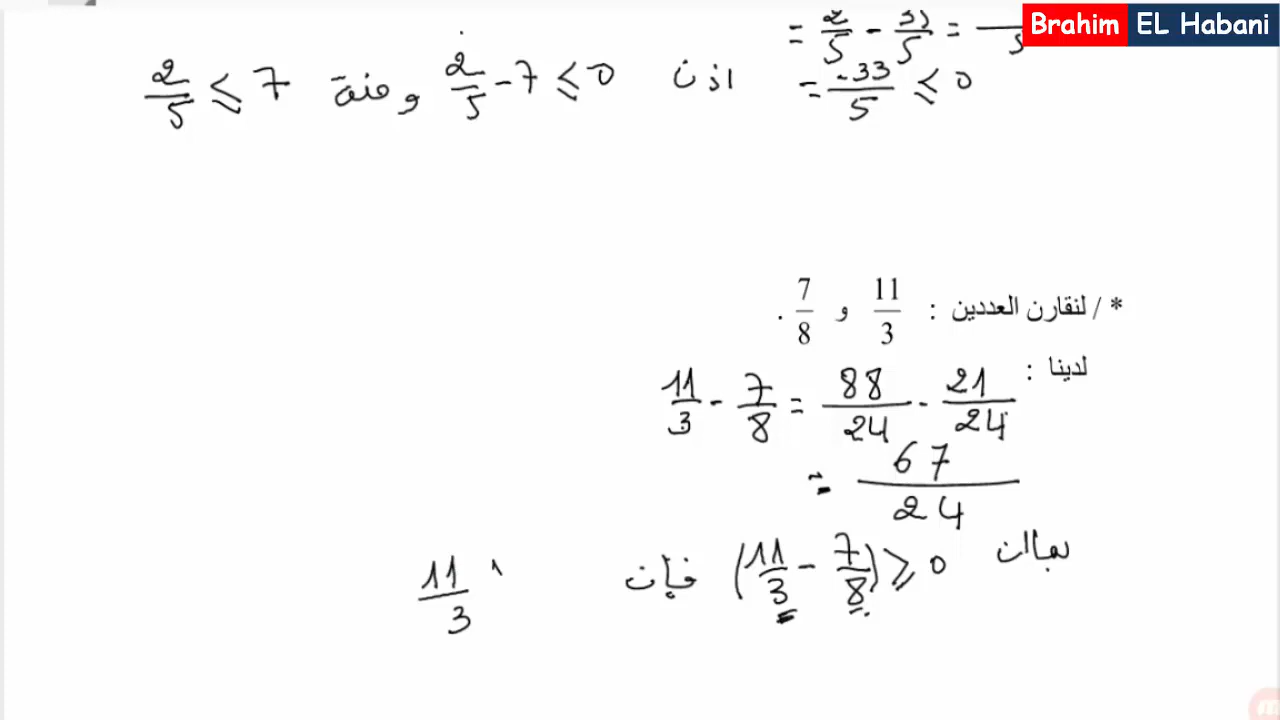 Brahim EL Habani
= 2/5 - 35/5 =
= -33/5 ⩽ 0 اذن 2/5 - 7 ⩽ 0 ومنه 2/5 ⩽ 7
* / لنقارن العددين : 11/3 و 7/8 .
لدينا :
11/3 - 7/8 = 88/24 - 21/24
= 67/24
بما ان (11/3 - 7/8) ⩾ 0 فإن 11/3